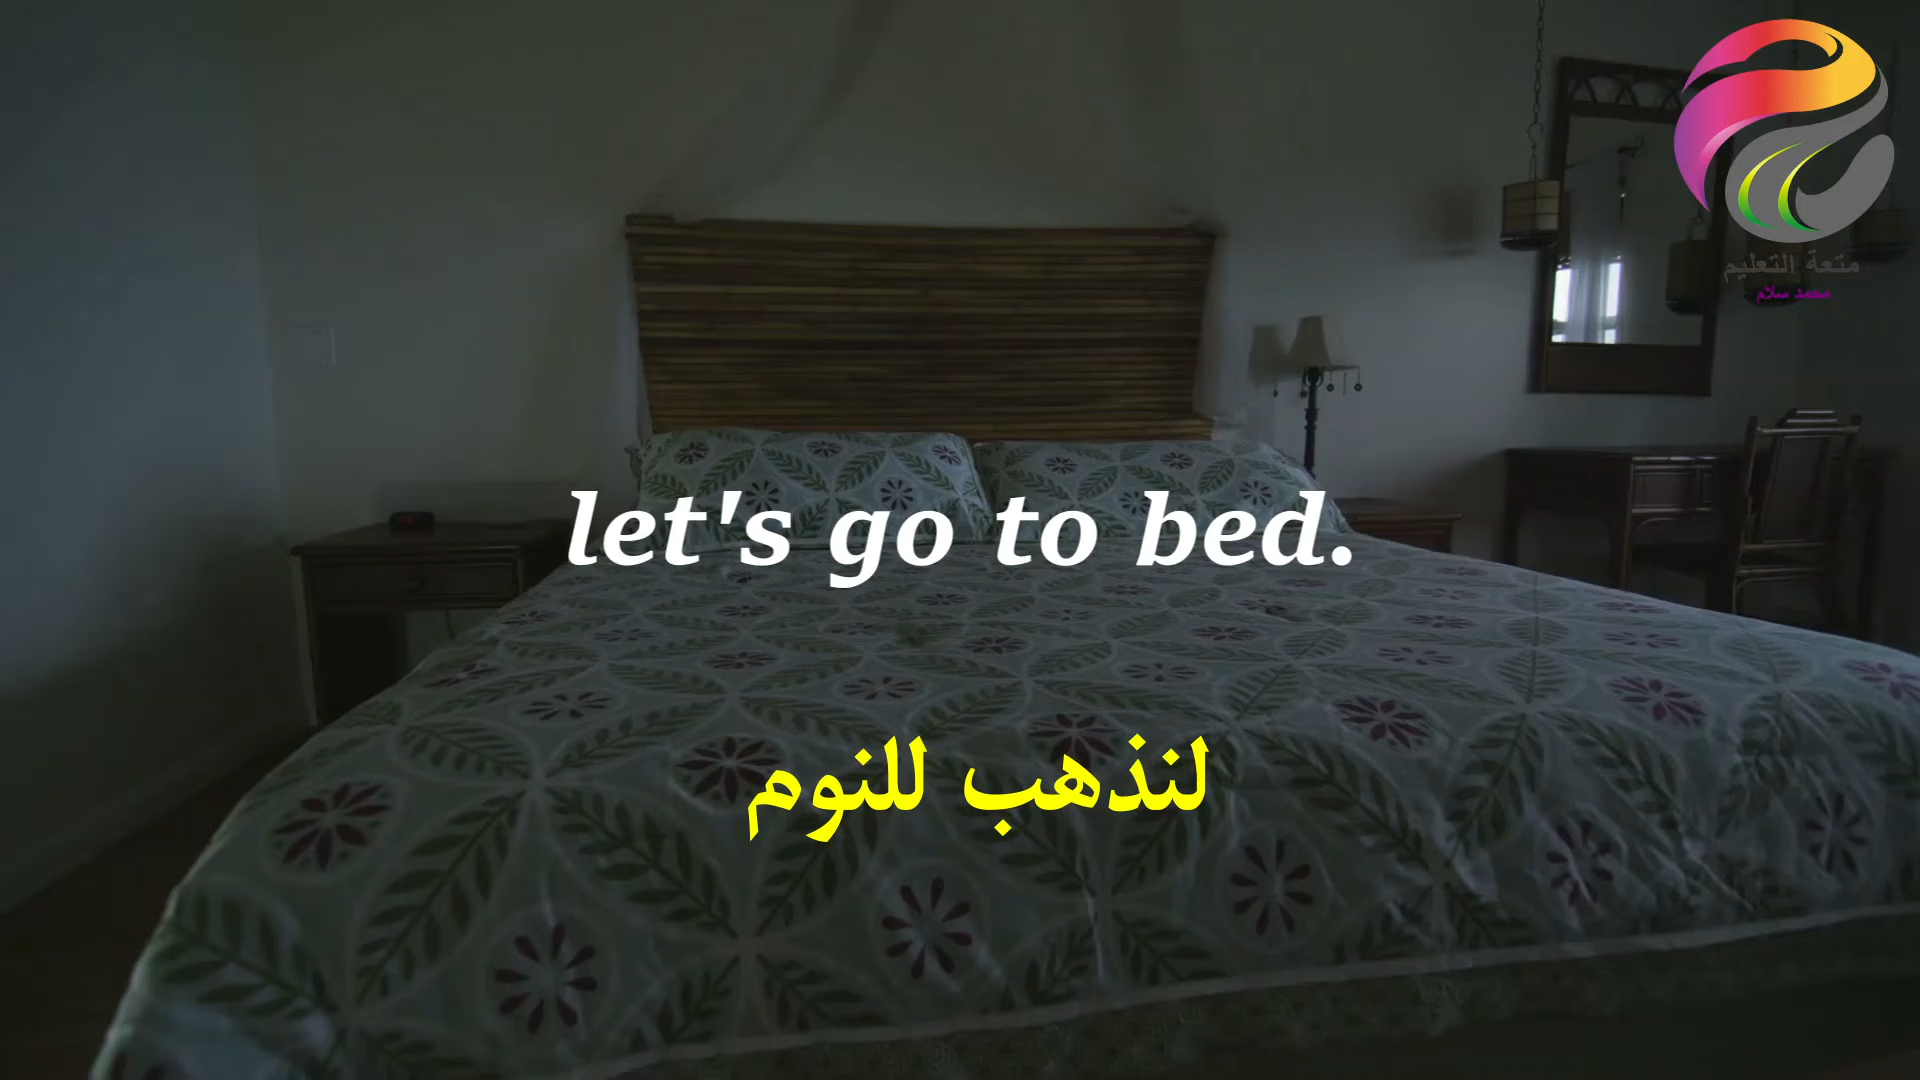 متعة التعليم
محمد سلام
let's go to bed.
لنذهب للنوم